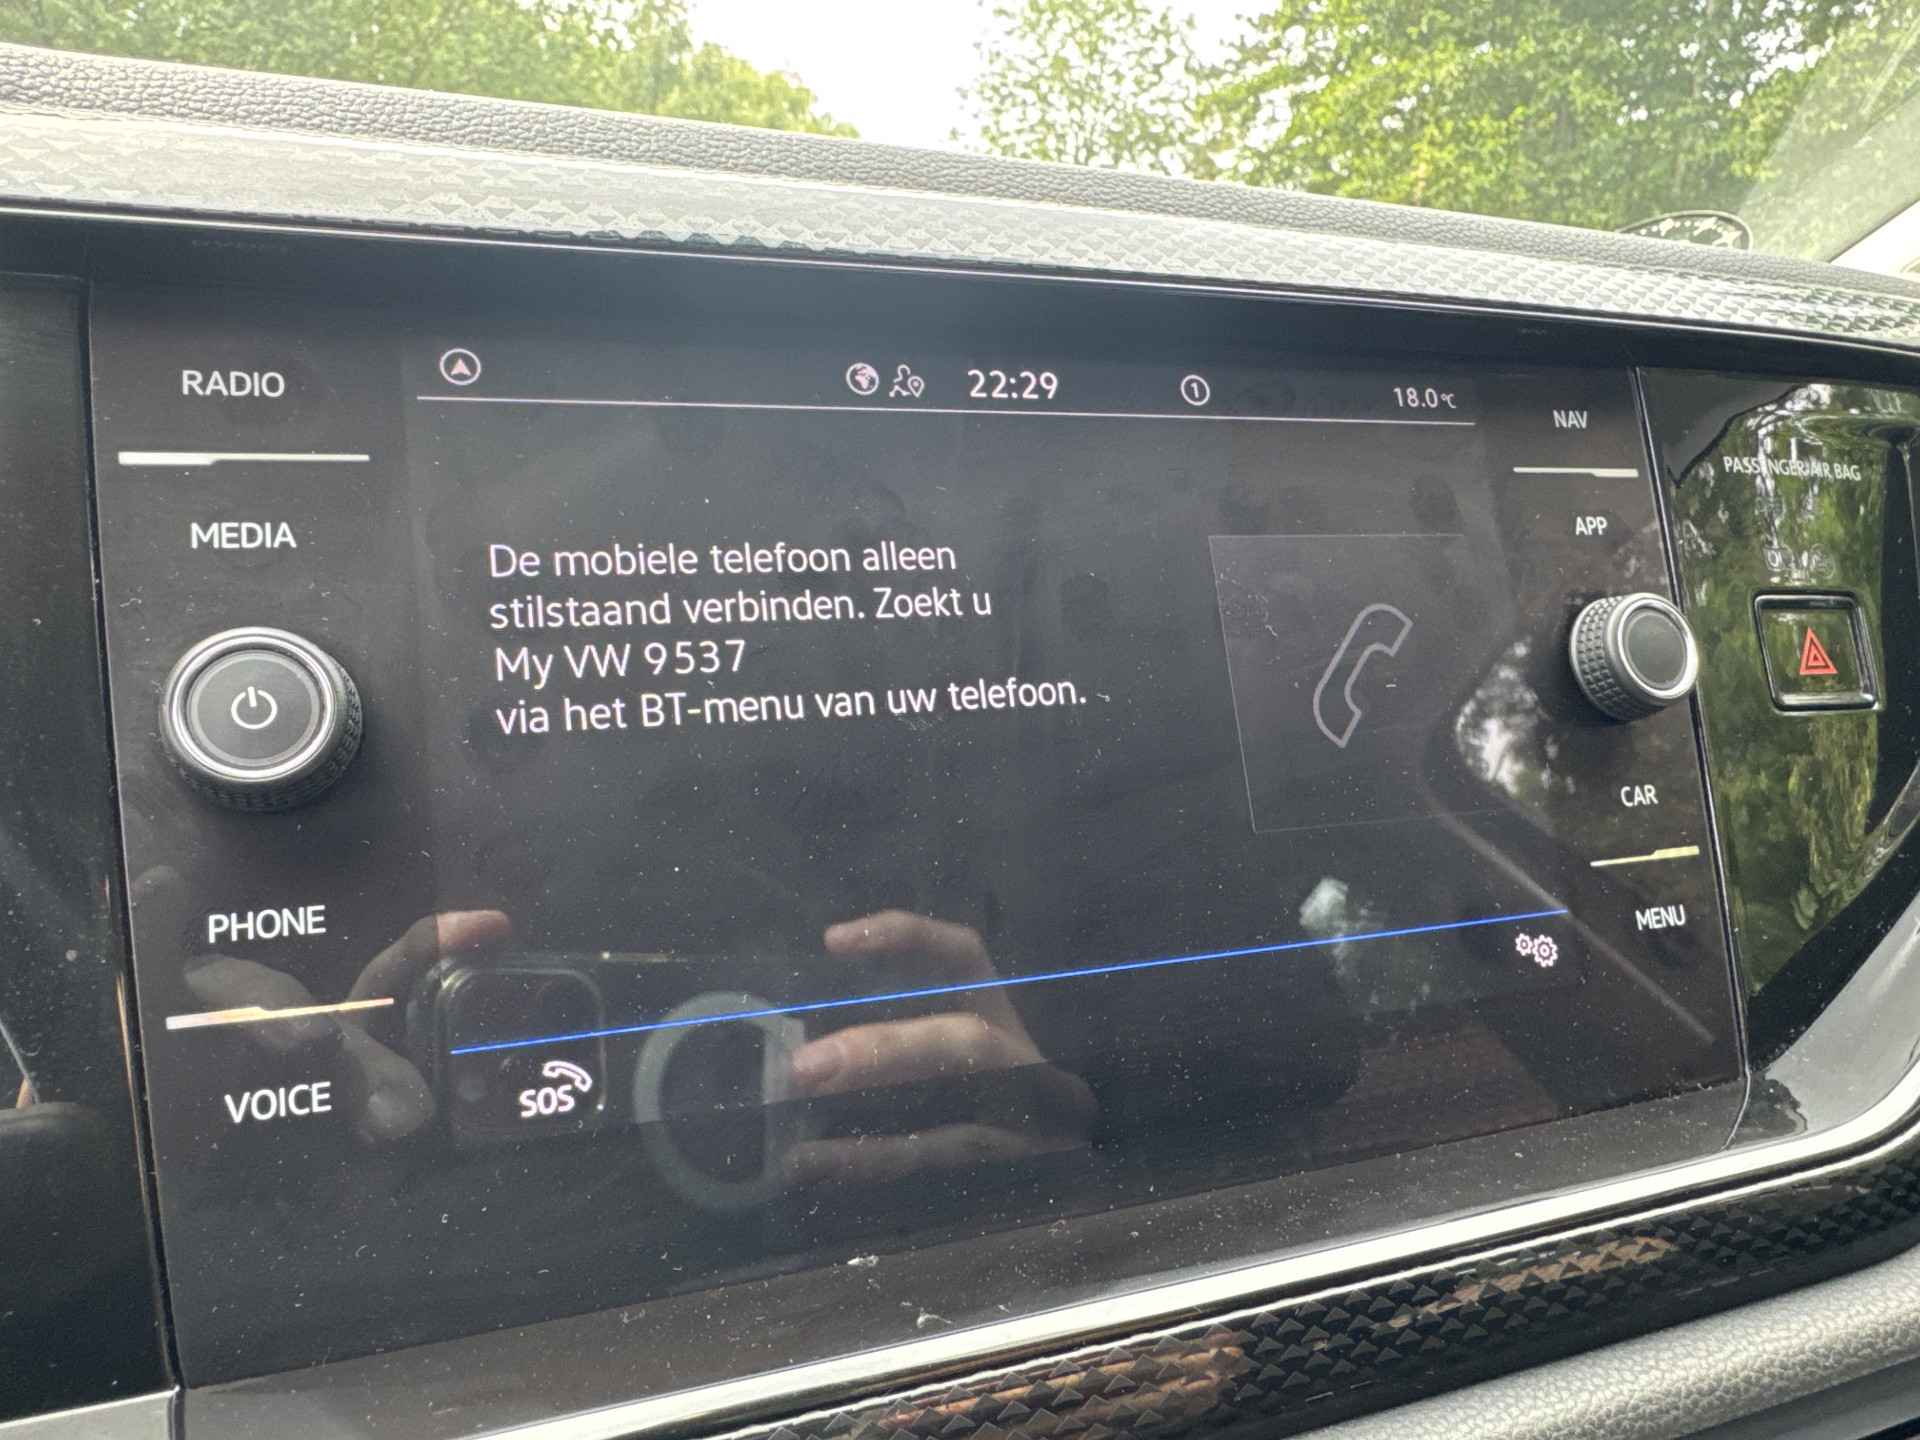 RADIO
MEDIA
PHONE
VOICE
22:29
1
18.0°C
De mobiele telefoon alleen
stilstaand verbinden. Zoekt u
My VW 9537
via het BT-menu van uw telefoon.
SOS
NAV
APP
CAR
MENU
PASSENGER AIR BAG